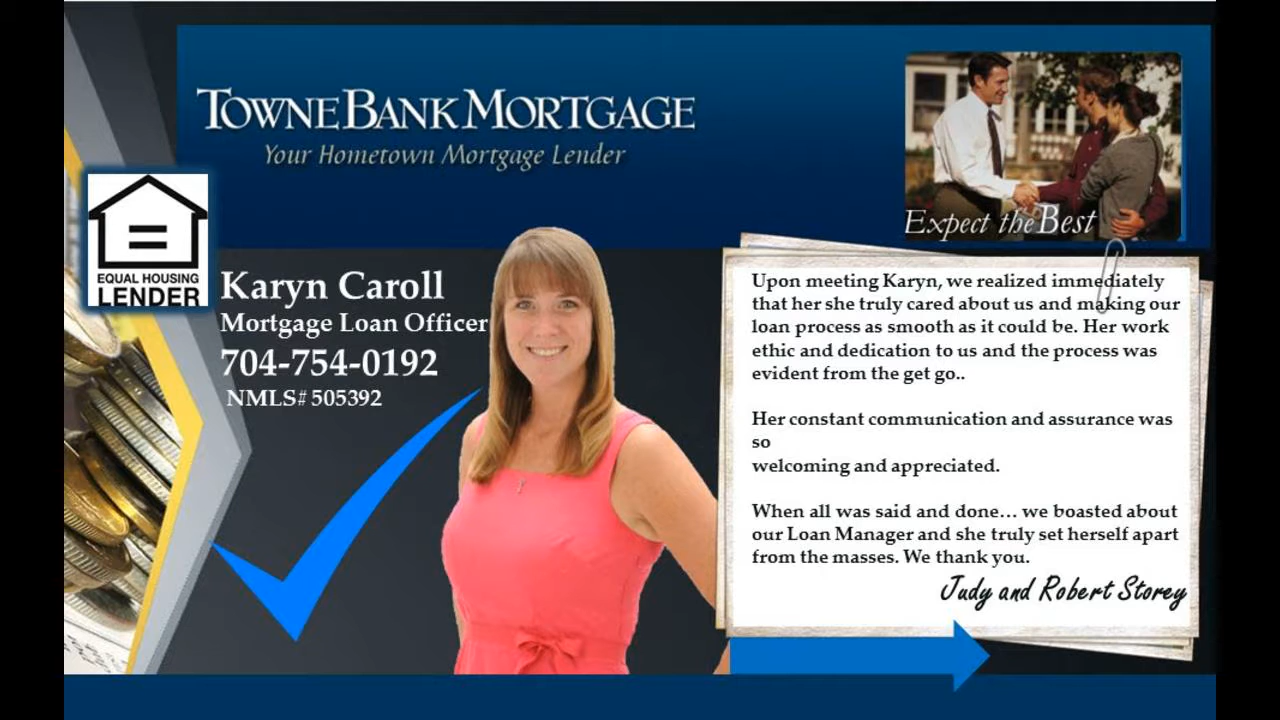 TOWNEBANK MORTGAGE
Your Hometown Mortgage Lender
Expect the Best
EQUAL HOUSING
LENDER
Karyn Caroll
Mortgage Loan Officer
704-754-0192
NMLS# 505392
Upon meeting Karyn, we realized immediately
that her she truly cared about us and making our
loan process as smooth as it could be. Her work
ethic and dedication to us and the process was
evident from the get go..
Her constant communication and assurance was
so
welcoming and appreciated.
When all was said and done… we boasted about
our Loan Manager and she truly set herself apart
from the masses. We thank you.
Judy and Robert Storey